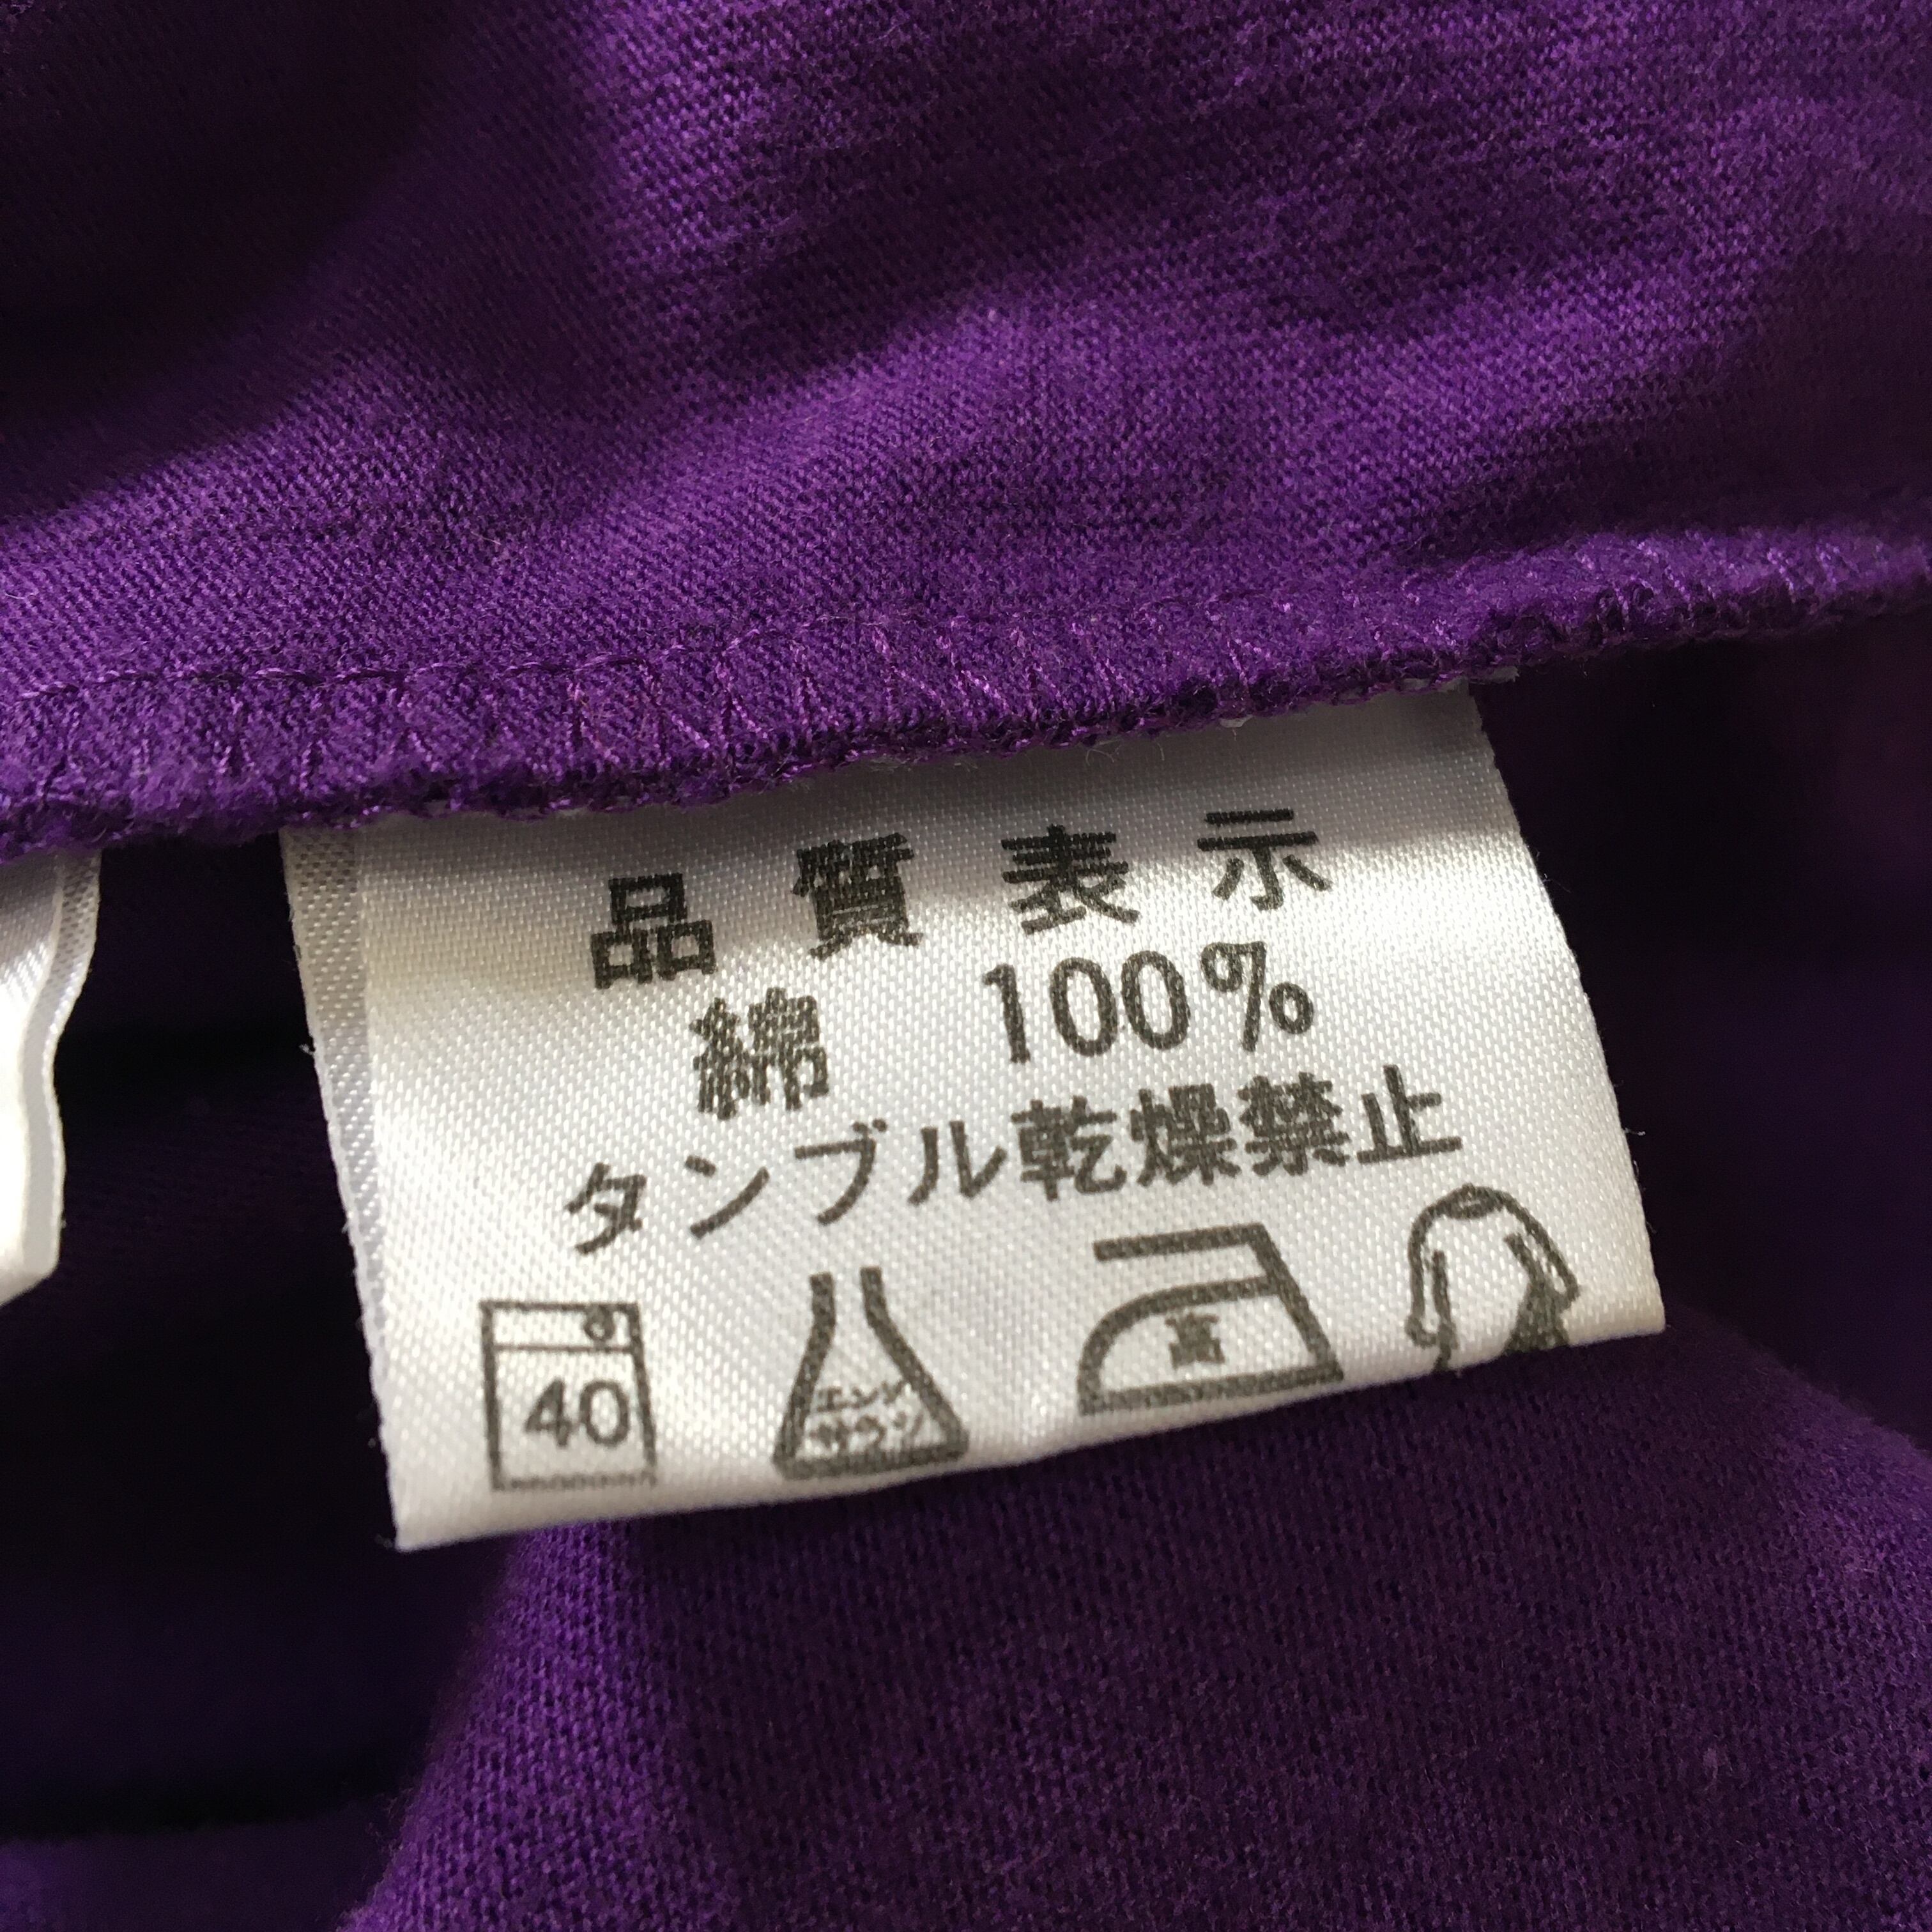 品質表示
綿 100%
タンブル乾燥禁止
40
エンソ
サラシ
高